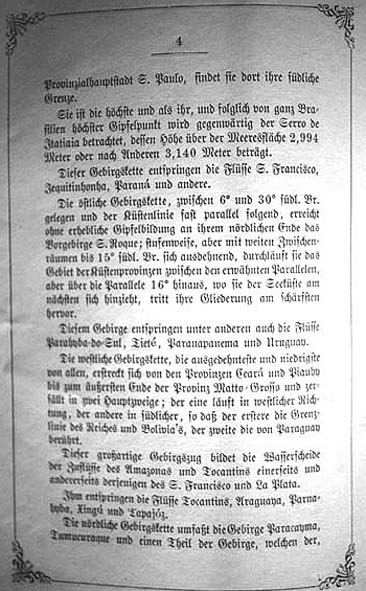 4
Provinzialhauptstadt S. Paulo, findet sie dort ihre südliche
Grenze.
Sie ist die höchste und als ihr, und folglich von ganz Bra-
silien höchster Gipfelpunkt wird gegenwärtig der Serro de
Itatiaia betrachtet, dessen Höhe über der Meeresfläche 2,994
Meter oder nach Anderen 3,140 Meter beträgt.
Dieser Gebirgskette entspringen die Flüsse S. Francisco,
Jequitinhonha, Paraná und andere.
Die östliche Gebirgskette, zwischen 6° und 30° südl. Br.
gelegen und der Küstenlinie fast parallel folgend, erreicht
ohne erhebliche Gipfelbildung an ihrem nördlichen Ende das
Vorgebirge S. Roque; stufenweise, aber mit weiten Zwischen-
räumen bis 15° südl. Br. sich ausdehnend, durchläuft sie das
Gebiet der Küstenprovinzen zwischen den erwähnten Parallelen,
aber über die Parallele 16° hinaus, wo sie der Seeküste am
nächsten sich hinzieht, tritt ihre Gliederung am schärfsten
hervor.
Diesem Gebirge entspringen unter anderen auch die Flüsse
Parahyba-do-Sul, Tieté, Paranapanema und Uruguay.
Die westliche Gebirgskette, die ausgedehnteste und niedrigste
von allen, erstreckt sich von den Provinzen Ceará und Piauhy
bis zum äußersten Ende der Provinz Matto-Grosso und zer-
fällt in zwei Hauptzweige; der eine läuft in westlicher Rich-
tung, der andere in südlicher, so daß der erstere die Grenz-
linie des Reiches und Bolivia's, der zweite die von Paraguay
berührt.
Dieser großartige Gebirgszug bildet die Wasserscheide
der Zuflüsse des Amazonas und Tocantins einerseits und
andererseits derjenigen des S. Francisco und La Plata.
Ihm entspringen die Flüsse Tocantins, Araguaya, Parna-
hyba, Xingú und Tapajóz.
Die nördliche Gebirgskette umfaßt die Gebirge Paracayma,
Tumucuraque und einen Theil der Gebirge, welchen der,